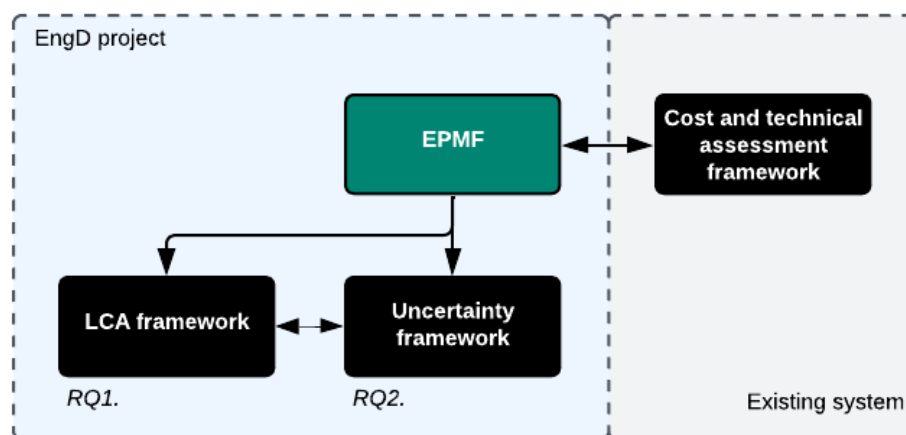 EngD project
EPMF
Cost and technical
assessment
framework
LCA framework
Uncertainty
framework
RQ1.
RQ2.
Existing system